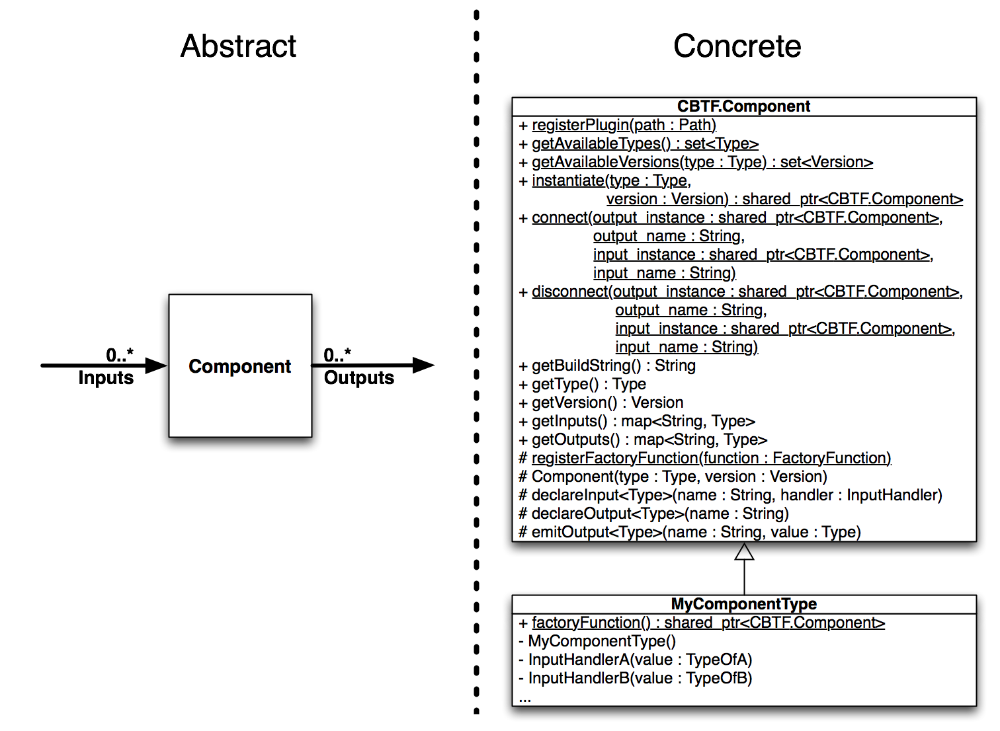 Abstract
0..*
Inputs
Component
0..*
Outputs
Concrete
CBTF.Component
+ registerPlugin(path : Path)
+ getAvailableTypes() : set<Type>
+ getAvailableVersions(type : Type) : set<Version>
+ instantiate(type : Type,
version : Version) : shared_ptr<CBTF.Component>
+ connect(output_instance : shared_ptr<CBTF.Component>,
output_name : String,
input_instance : shared_ptr<CBTF.Component>,
input_name : String)
+ disconnect(output_instance : shared_ptr<CBTF.Component>,
output_name : String,
input_instance : shared_ptr<CBTF.Component>,
input_name : String)
+ getBuildString() : String
+ getType() : Type
+ getVersion() : Version
+ getInputs() : map<String, Type>
+ getOutputs() : map<String, Type>
# registerFactoryFunction(function : FactoryFunction)
# Component(type : Type, version : Version)
# declareInput<Type>(name : String, handler : InputHandler)
# declareOutput<Type>(name : String)
# emitOutput<Type>(name : String, value : Type)
MyComponentType
+ factoryFunction() : shared_ptr<CBTF.Component>
- MyComponentType()
- InputHandlerA(value : TypeOfA)
- InputHandlerB(value : TypeOfB)
...